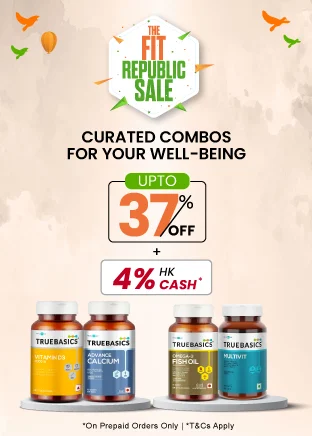 THE
FIT
REPUBLIC
SALE
CURATED COMBOS
FOR YOUR WELL-BEING
UPTO
37% OFF
+
4% HK CASH*
TRUEBASICS
VITAMIN D3
TRUEBASICS
ADVANCE
CALCIUM
TRUEBASICS
OMEGA-3
FISH OIL
TRUEBASICS
MULTIVIT
*On Prepaid Orders Only | *T&Cs Apply